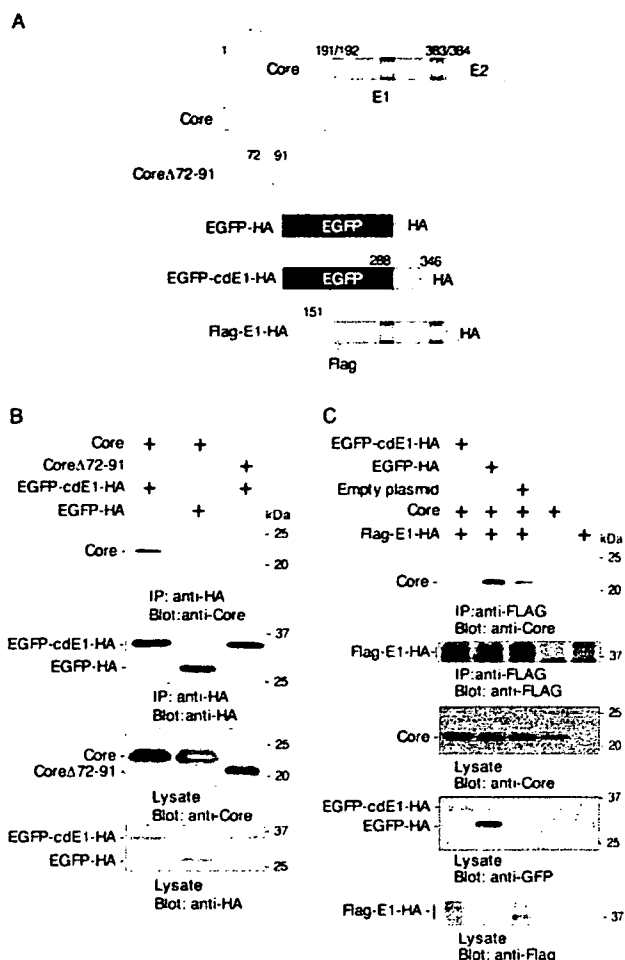 A
1 191/192 383/384
Core E2
E1
Core
72 91
CoreΔ72-91
EGFP-HA EGFP HA
288 346
EGFP-cdE1-HA EGFP HA
151
Flag-E1-HA HA
Flag
B
Core + +
CoreΔ72-91 +
EGFP-cdE1-HA + +
EGFP-HA + kDa
- 25
Core - - 20
IP: anti-HA
Blot: anti-Core
EGFP-cdE1-HA - - 37
EGFP-HA - - 25
IP: anti-HA
Blot: anti-HA
Core - - 25
CoreΔ72-91 - - 20
Lysate
Blot: anti-Core
EGFP-cdE1-HA - - 37
EGFP-HA - - 25
Lysate
Blot: anti-HA
C
EGFP-cdE1-HA +
EGFP-HA +
Empty plasmid +
Core + + + +
Flag-E1-HA + + + + kDa
- 25
Core - - 20
IP:anti-FLAG
Blot: anti-Core
Flag-E1-HA- - 37
IP:anti-FLAG
Blot: anti-FLAG
- 25
Core - - 20
Lysate
Blot: anti-Core
EGFP-cdE1-HA - - 37
EGFP-HA - - 25
Lysate
Blot: anti-GFP
Flag-E1-HA - - 37
Lysate
Blot: anti-Flag